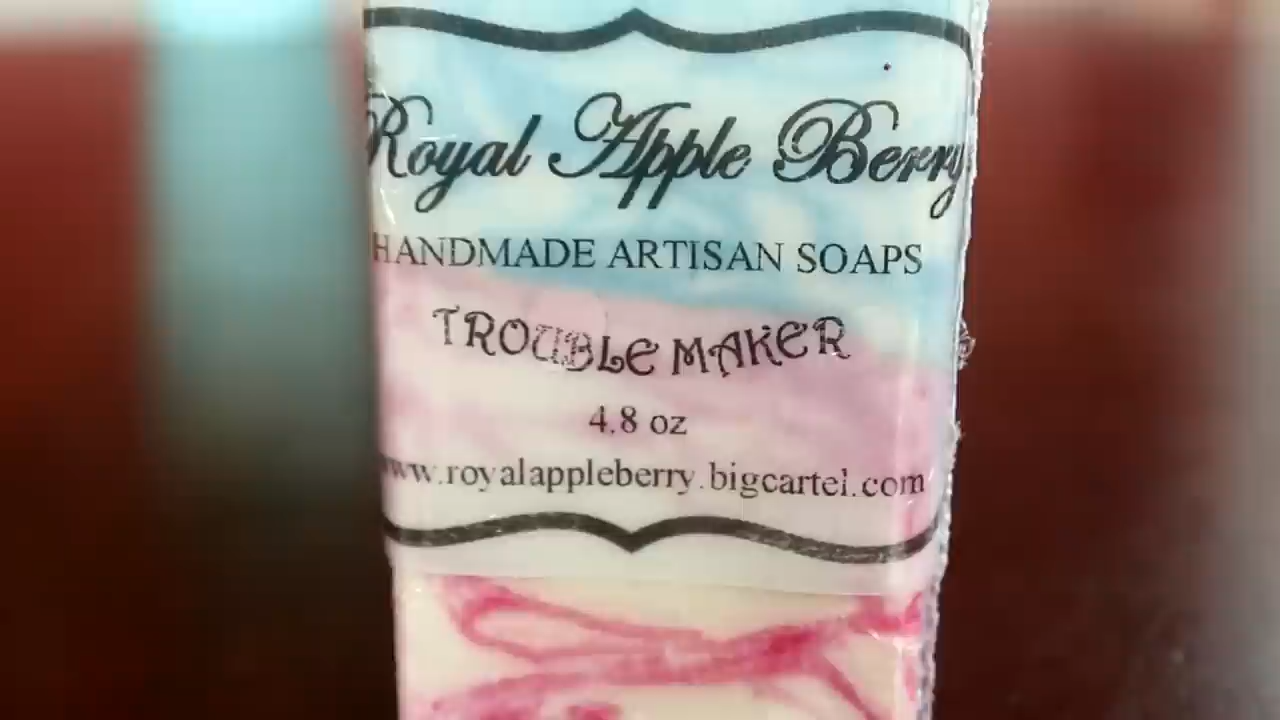 Royal Apple Berry
HANDMADE ARTISAN SOAPS
TROUBLE MAKER
4.8 oz
www.royalappleberry.bigcartel.com